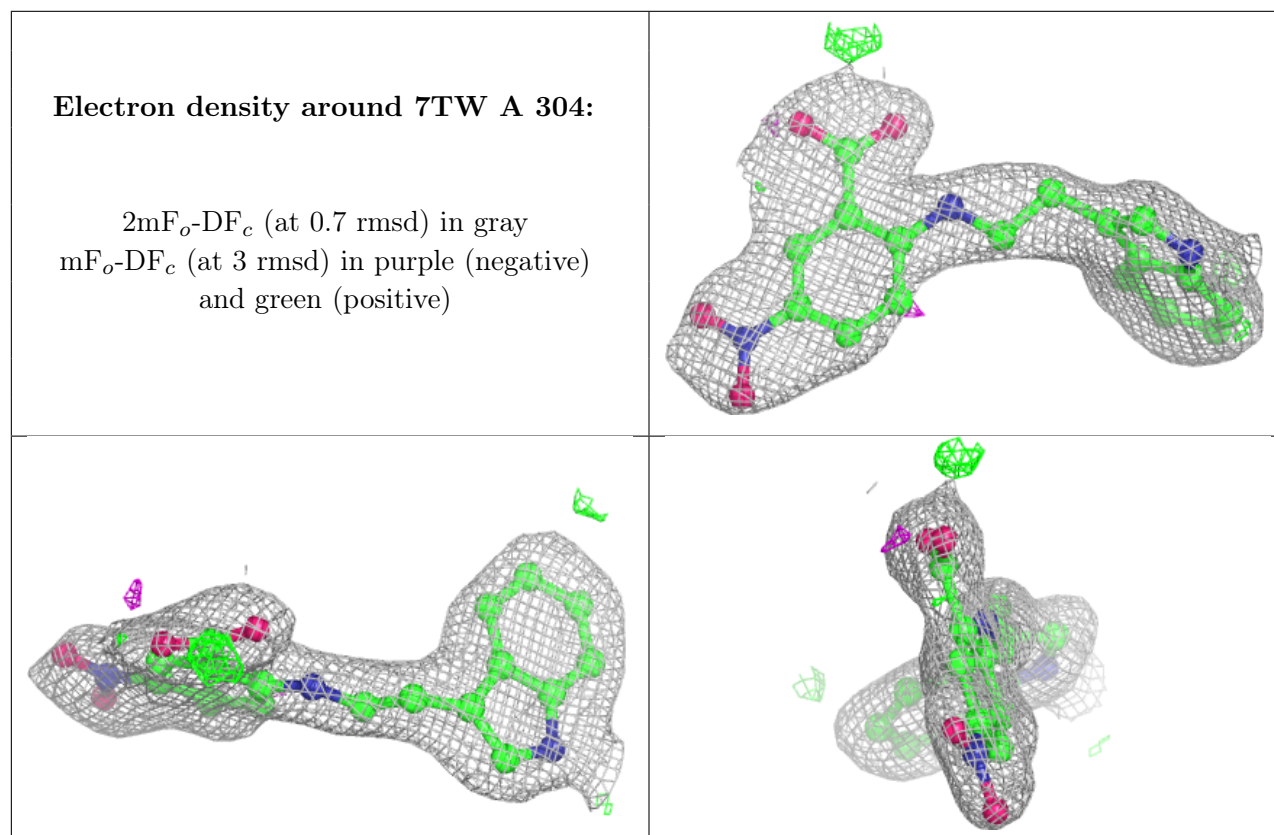 Electron density around 7TW A 304:
2mFo-DFc (at 0.7 rmsd) in gray
mFo-DFc (at 3 rmsd) in purple (negative)
and green (positive)